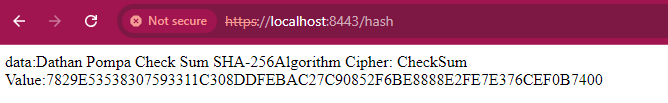 Not secure https://localhost:8443/hash
data:Dathan Pompa Check Sum SHA-256Algorithm Cipher: CheckSum
Value:7829E53538307593311C308DDFEBAC27C90852F6BE8888E2FE7E376CEF0B7400